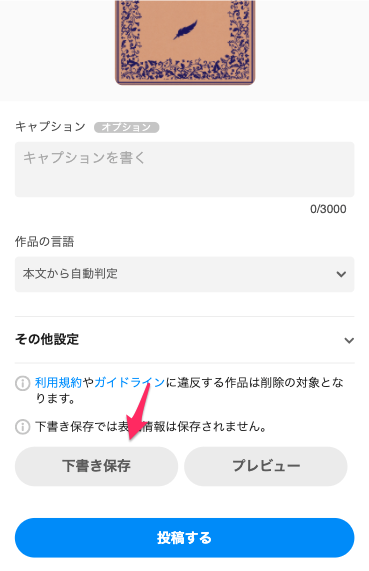 キャプション オプション
キャプションを書く
0/3000
作品の言語
本文から自動判定
その他設定
利用規約やガイドラインに違反する作品は削除の対象とな
ります。
下書き保存では表紙情報は保存されません。
下書き保存 プレビュー
投稿する